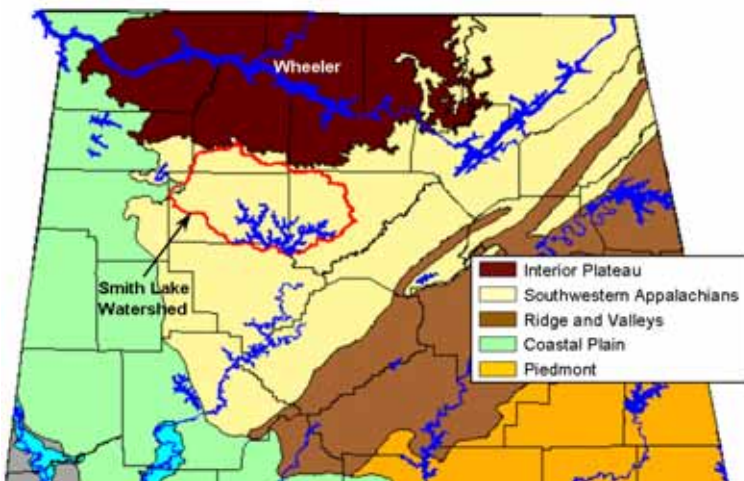 Wheeler
Smith Lake
Watershed
Interior Plateau
Southwestern Appalachians
Ridge and Valleys
Coastal Plain
Piedmont